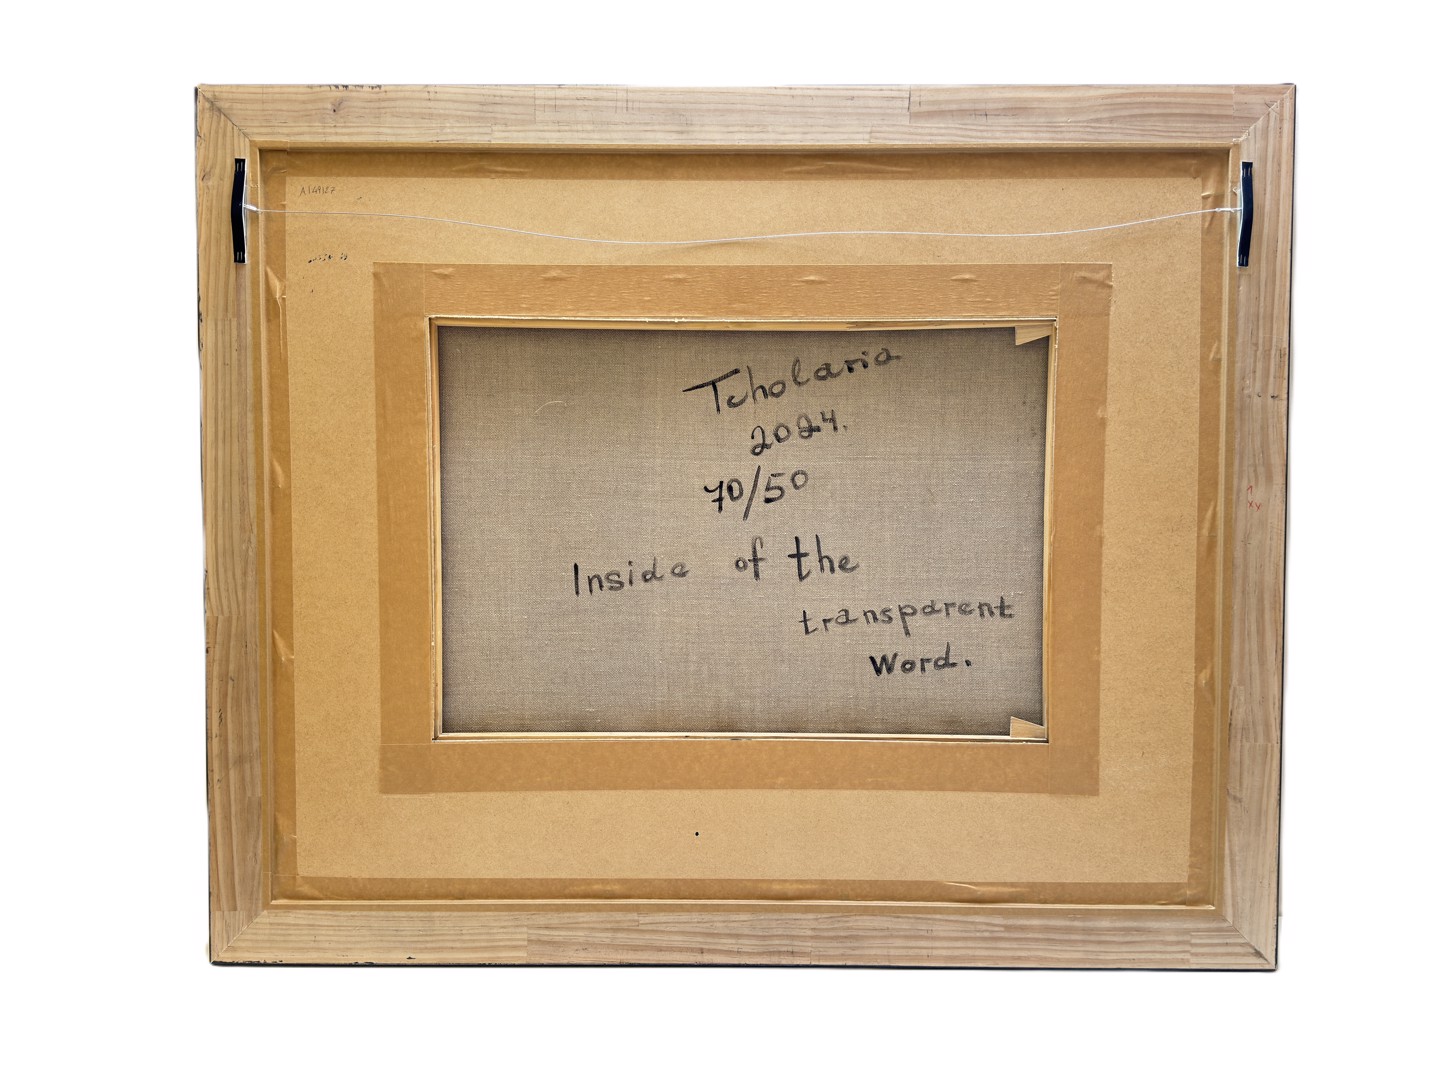 Tcholaria
2024.
70/50
Inside of the
transparent
Word.